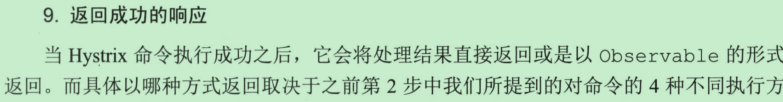 9. 返回成功的响应
当 Hystrix 命令执行成功之后，它会将处理结果直接返回或是以 Observable 的形式
返回。而具体以哪种方式返回取决于之前第 2 步中我们所提到的对命令的 4 种不同执行方